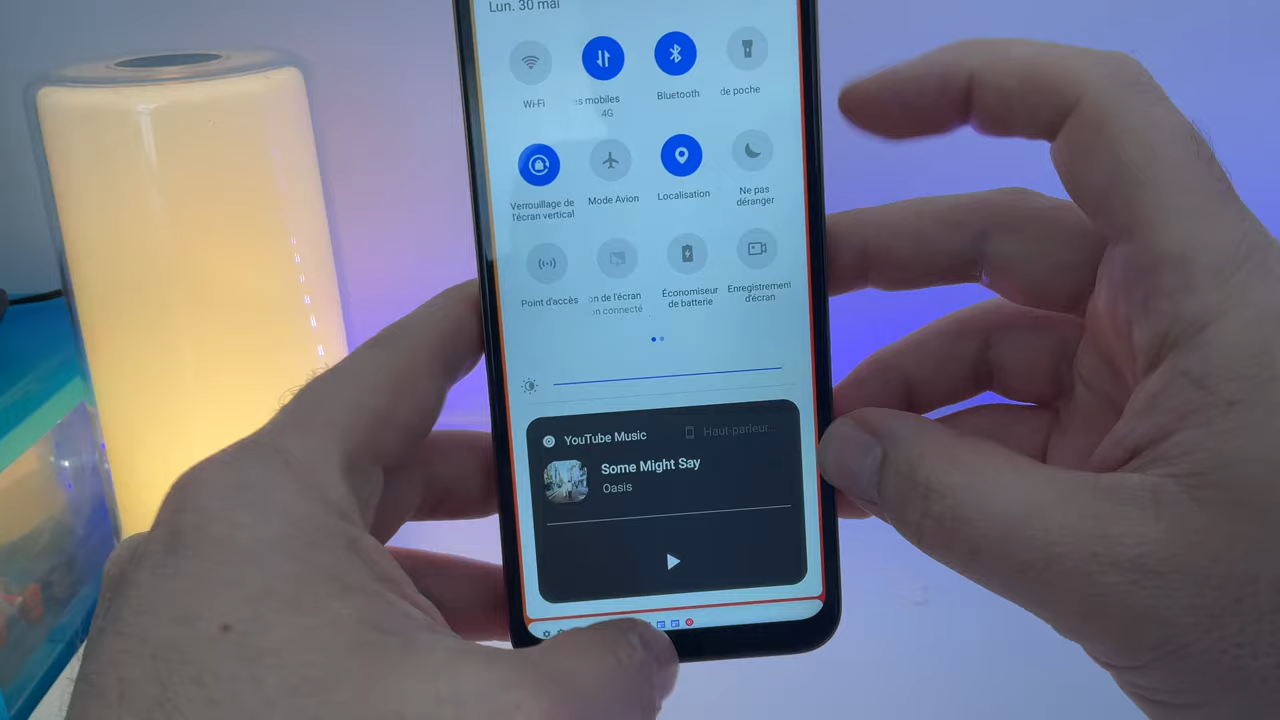 Lun. 30 mai
Wi-Fi
es mobiles
4G
Bluetooth
de poche
Verrouillage de
l'écran vertical
Mode Avion
Localisation
Ne pas
déranger
Point d'accès
on de l'écran
on connecté
Économiseur
de batterie
Enregistrement
d'écran
YouTube Music
Haut-parleur...
Some Might Say
Oasis